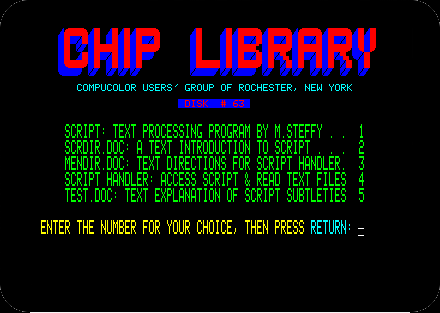 CHIP LIBRARY
COMPUCOLOR USERS' GROUP OF ROCHESTER, NEW YORK
DISK # 63
SCRIPT: TEXT PROCESSING PROGRAM BY M.STEFFY . . 1
SCRDIR.DOC: A TEXT INTRODUCTION TO SCRIPT . . . 2
MENDIR.DOC: TEXT DIRECTIONS FOR SCRIPT HANDLER. 3
SCRIPT HANDLER: ACCESS SCRIPT & READ TEXT FILES 4
TEST.DOC: TEXT EXPLANATION OF SCRIPT SUBTLETIES 5
ENTER THE NUMBER FOR YOUR CHOICE, THEN PRESS RETURN: _